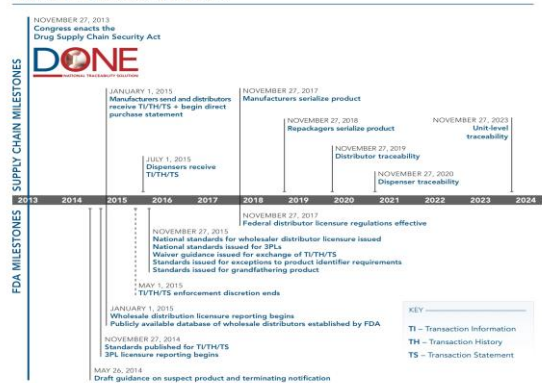 NOVEMBER 27, 2013
Congress enacts the
Drug Supply Chain Security Act
DONE
NATIONAL TRACEABILITY SOLUTION
SUPPLY CHAIN MILESTONES
JANUARY 1, 2015
Manufacturers send and distributors
receive TI/TH/TS + begin direct
purchase statement
NOVEMBER 27, 2017
Manufacturers serialize product
NOVEMBER 27, 2018
Repackagers serialize product
NOVEMBER 27, 2023
Unit-level
traceability
JULY 1, 2015
Dispensers receive
TI/TH/TS
NOVEMBER 27, 2019
Distributor traceability
NOVEMBER 27, 2020
Dispenser traceability
2013 2014 2015 2016 2017 2018 2019 2020 2021 2022 2023 2024
FDA MILESTONES
NOVEMBER 27, 2017
Federal distributor licensure regulations effective
NOVEMBER 27, 2015
National standards for wholesaler distributor licensure issued
National standards issued for 3PLs
Waiver guidance issued for exchange of TI/TH/TS
Standards issued for exceptions to product identifier requirements
Standards issued for grandfathering product
MAY 1, 2015
TI/TH/TS enforcement discretion ends
JANUARY 1, 2015
Wholesale distribution licensure reporting begins
Publicly available database of wholesale distributors established by FDA
NOVEMBER 27, 2014
Standards published for TI/TH/TS
3PL licensure reporting begins
MAY 26, 2014
Draft guidance on suspect product and terminating notification
KEY
TI – Transaction Information
TH – Transaction History
TS – Transaction Statement